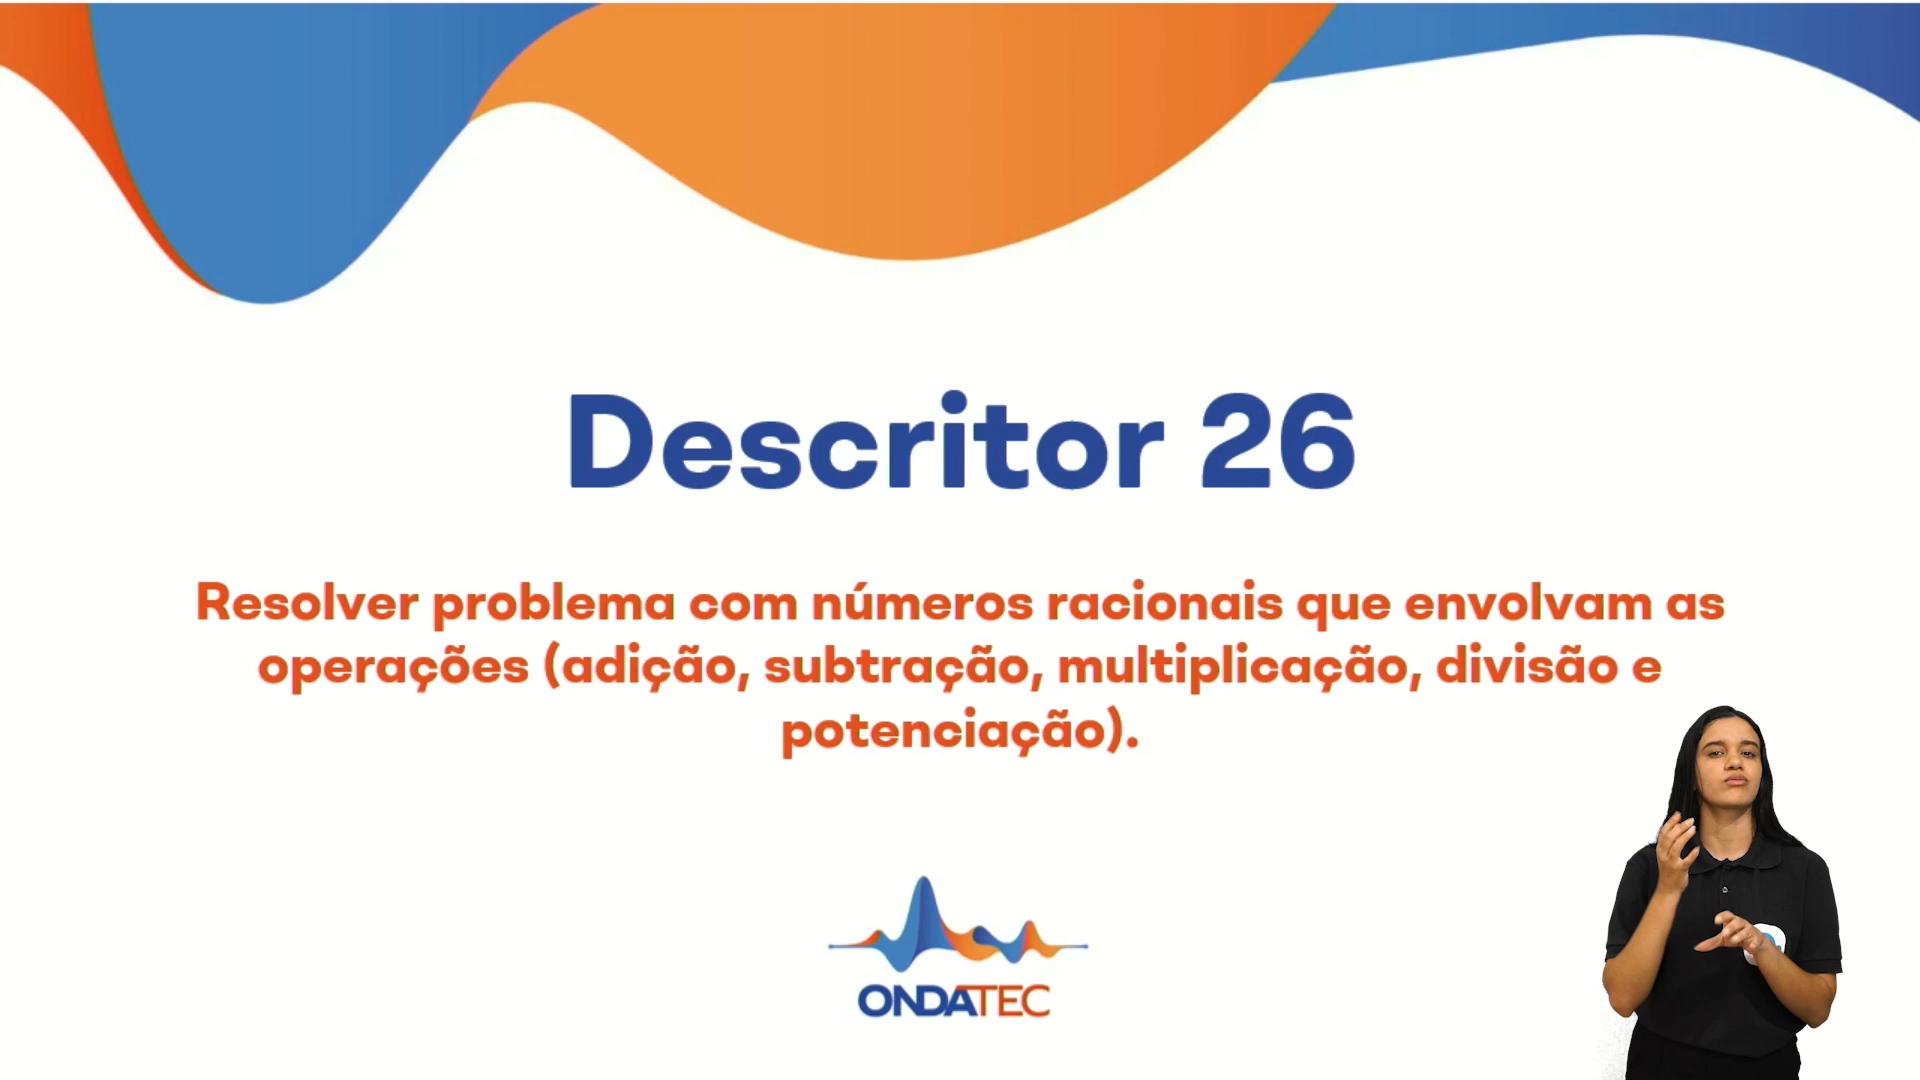 Descritor 26
Resolver problema com números racionais que envolvam as
operações (adição, subtração, multiplicação, divisão e
potenciação).
ONDATEC